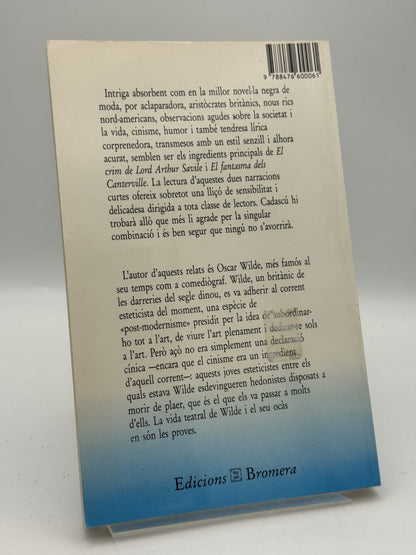 9 788476 600061
Intriga absorbent com en la millor novel·la negra de
moda, por aclaparadora, aristòcrates britànics, nous rics
nord-americans, observacions agudes sobre la societat i
la vida, cinisme, humor i també tendresa lírica
corprenedora, transmesos amb un estil senzill i alhora
acurat, semblen ser els ingredients principals de El
crim de Lord Arthur Savile i El fantasma dels
Canterville. La lectura d'aquestes dues narracions
curtes ofereix sobretot una lliçó de sensibilitat i
delicadesa dirigida a tota classe de lectors. Cadascú hi
trobarà allò que més li agrade per la singular
combinació i és ben segur que ningú no s'avorrirà.
L'autor d'aquests relats és Oscar Wilde, més famós al
seu temps com a comediògraf. Wilde, un britànic de
les darreries del segle dinou, es va adherir al corrent
esteticista del moment, una espècie de
«post-modernisme» presidit per la idea de subordinar-
ho tot a l'art, de viure l'art plenament i dedicar-se sols
a l'art. Però açò no era simplement una declaració
cínica —encara que el cinisme era un ingredient
d'aquell corrent—: aquests joves esteticistes entre els
quals estava Wilde esdevingueren hedonistes disposats a
morir de plaer, que és el que els va passar a molts
d'ells. La vida teatral de Wilde i el seu ocàs
en són les proves.
Edicions Bromera